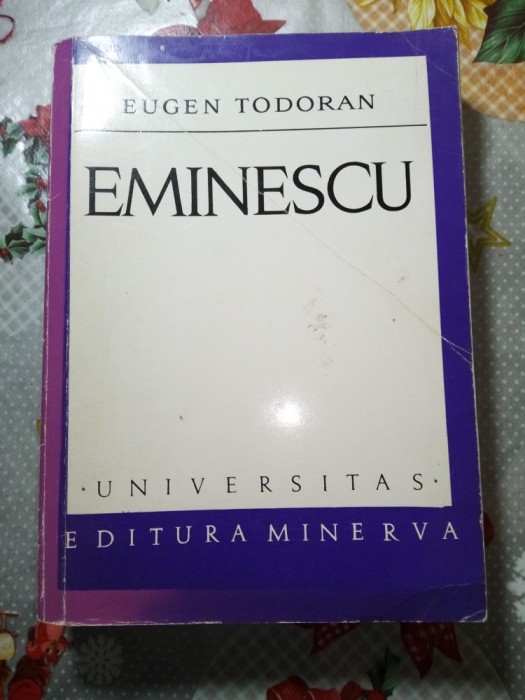 EUGEN TODORAN
EMINESCU
· UNIVERSITAS ·
EDITURA MINERVA